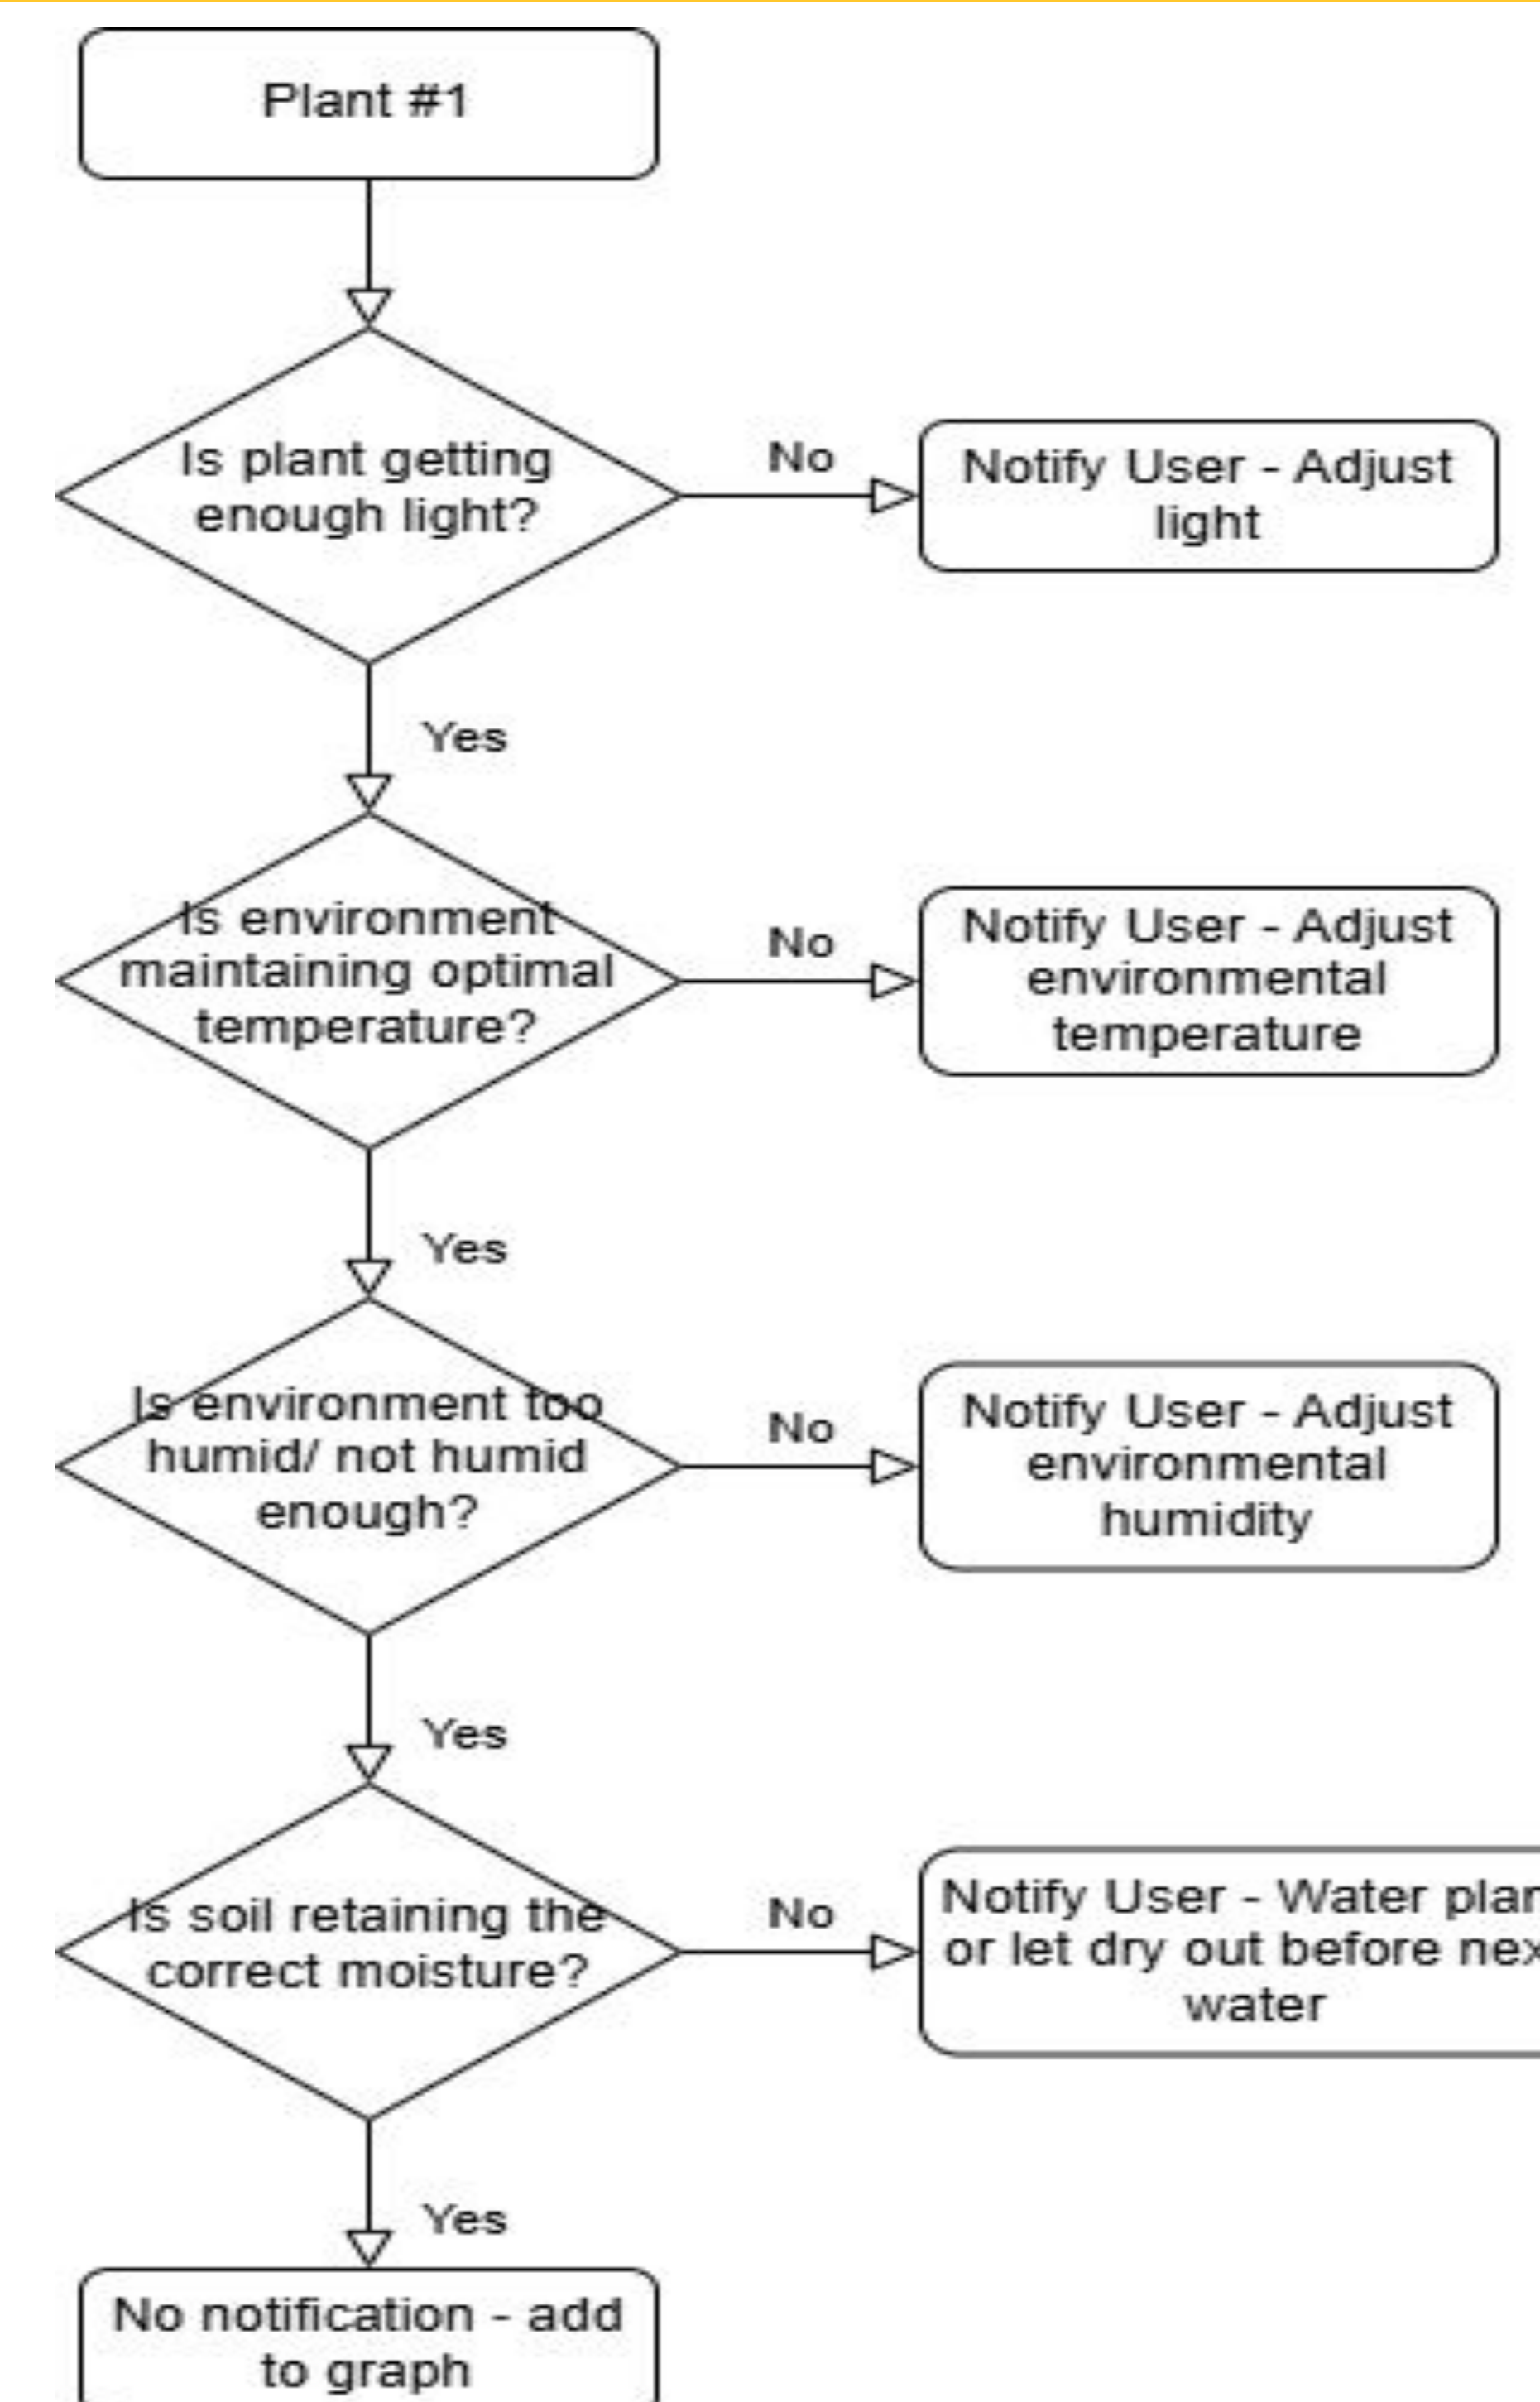 Plant #1
Is plant getting
enough light?
No
Notify User - Adjust
light
Yes
Is environment
maintaining optimal
temperature?
No
Notify User - Adjust
environmental
temperature
Yes
Is environment too
humid/ not humid
enough?
No
Notify User - Adjust
environmental
humidity
Yes
Is soil retaining the
correct moisture?
No
Notify User - Water plan
or let dry out before nex
water
Yes
No notification - add
to graph